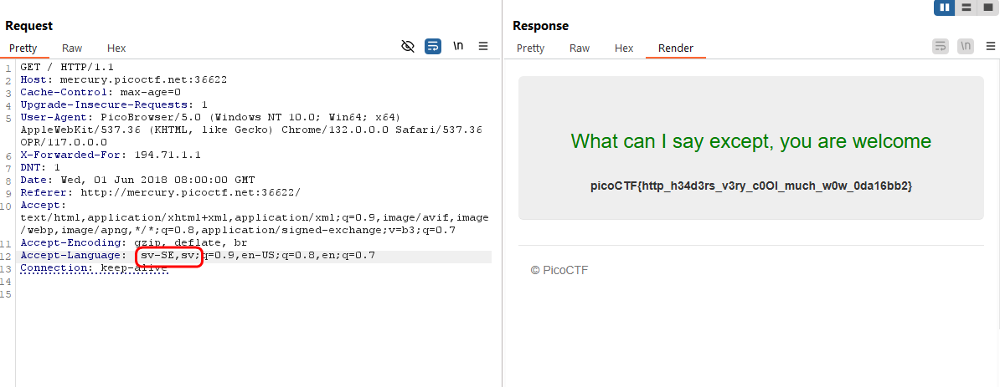 Request
Pretty Raw Hex \n
1 GET / HTTP/1.1
2 Host: mercury.picoctf.net:36622
3 Cache-Control: max-age=0
4 Upgrade-Insecure-Requests: 1
5 User-Agent: PicoBrowser/5.0 (Windows NT 10.0; Win64; x64)
AppleWebKit/537.36 (KHTML, like Gecko) Chrome/132.0.0.0 Safari/537.36
OPR/117.0.0.0
6 X-Forwarded-For: 194.71.1.1
7 DNT: 1
8 Date: Wed, 01 Jun 2018 08:00:00 GMT
9 Referer: http://mercury.picoctf.net:36622/
10 Accept:
text/html,application/xhtml+xml,application/xml;q=0.9,image/avif,image
/webp,image/apng,*/*;q=0.8,application/signed-exchange;v=b3;q=0.7
11 Accept-Encoding: gzip, deflate, br
12 Accept-Language: sv-SE,sv;q=0.9,en-US;q=0.8,en;q=0.7
13 Connection: keep-alive
14
15
Response
Pretty Raw Hex Render \n
What can I say except, you are welcome
picoCTF{http_h34d3rs_v3ry_c0Ol_much_w0w_0da16bb2}
© PicoCTF